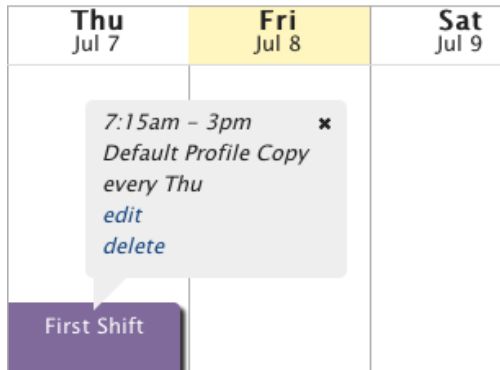 Thu
Jul 7
Fri
Jul 8
Sat
Jul 9
7:15am – 3pm
Default Profile Copy
every Thu
edit
delete
First Shift